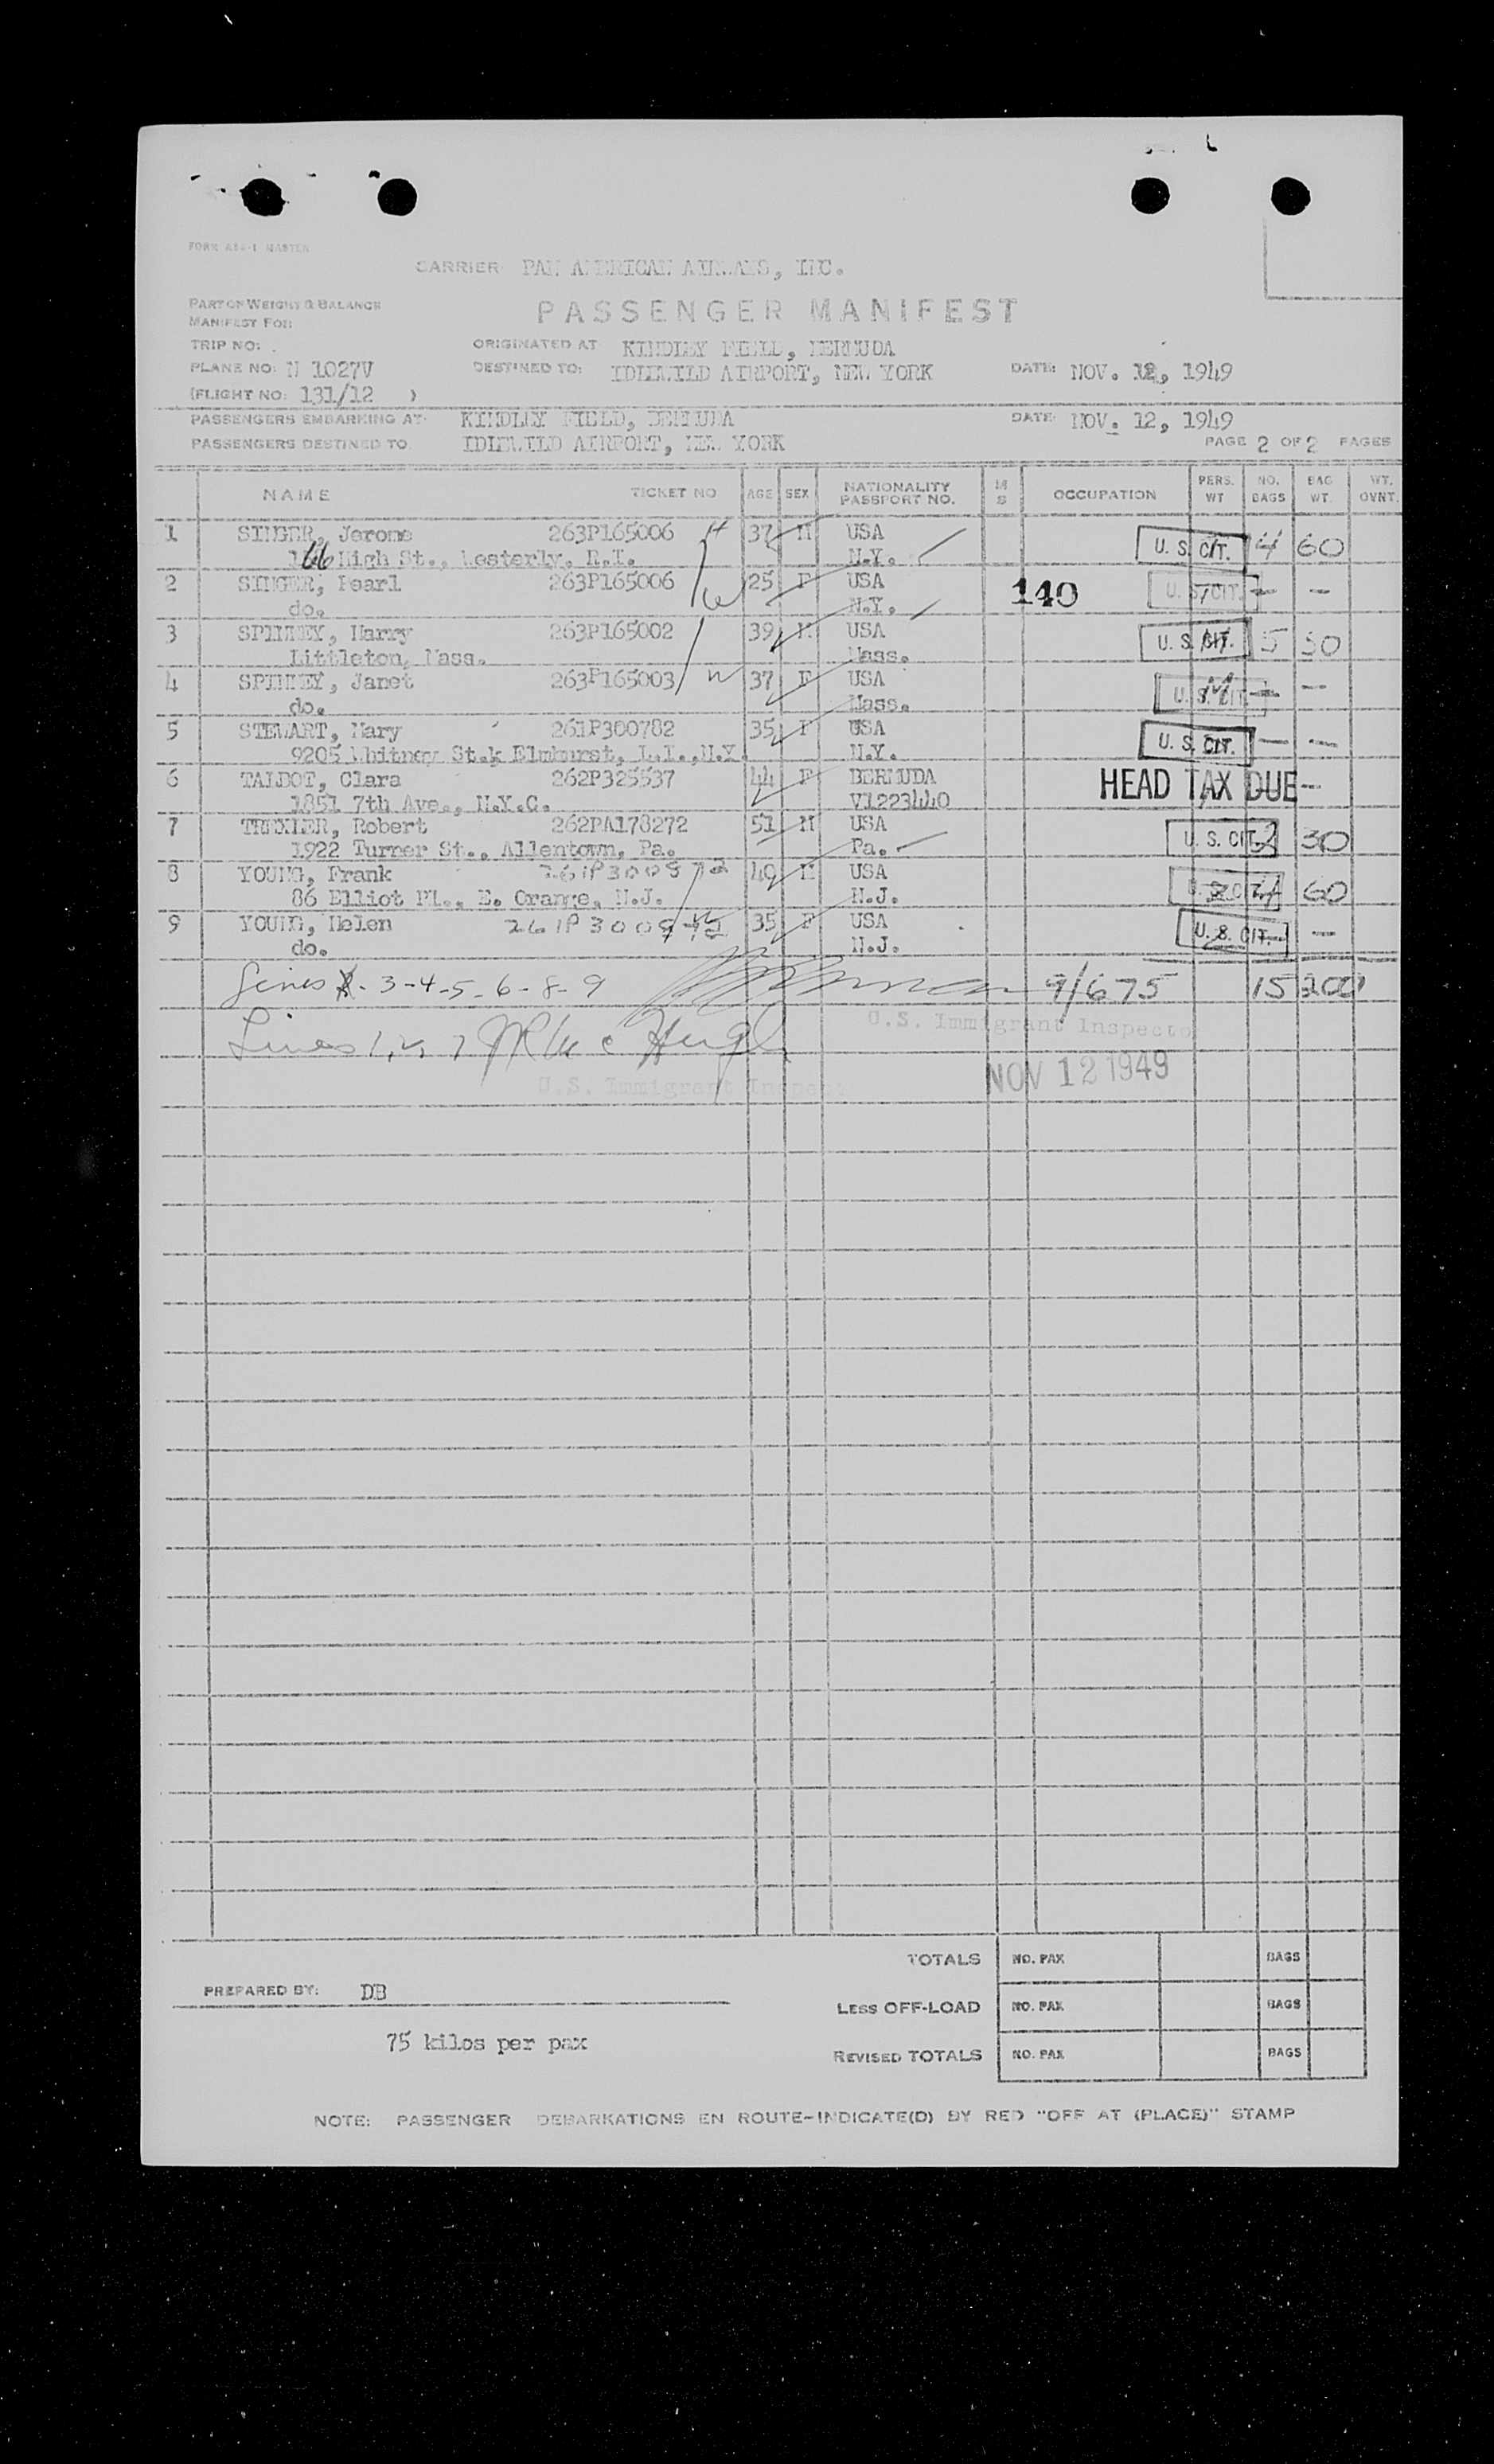 FORM MASTER
CARRIER PAN AMERICAN AIRWAYS, INC.
PART OF WEIGHT & BALANCE
MANIFEST FOR:
PASSENGER MANIFEST
TRIP NO: ORIGINATED AT KINDLEY FIELD, BERMUDA
PLANE NO: N 1027V DESTINED TO: IDLEWILD AIRPORT, NEW YORK DATE: NOV. 12, 1949
(FLIGHT NO: 131/12 )
PASSENGERS EMBARKING AT: KINDLEY FIELD, BERMUDA DATE: NOV. 12, 1949
PASSENGERS DESTINED TO IDLEWILD AIRPORT, NEW YORK PAGE 2 OF 2 PAGES
NAME TICKET NO AGE SEX NATIONALITY PASSPORT NO. M S OCCUPATION PERS. WT NO. BAGS BAG WT. WT. OVNT.
1 SINGER, Jerome 263P165006 H 37 M USA U. S. CIT. 4 60
166 High St., Westerly, R.I. N.Y.
2 SINGER, Pearl 263P165006 W 25 F USA 140 U. S. CIT. — —
do. N.Y.
3 SPINNEY, Harry 263P165002 39 M USA U. S. CIT. 5 50
Littleton, Mass. Mass.
4 SPINNEY, Janet 263P165003 W 37 F USA U. S. CIT. — —
do. Mass.
5 STEWART, Mary 261P300782 35 F USA U. S. CIT. — —
9205 Whitney St.k Elmhurst, L.I.,N.Y. N.Y.
6 TALBOT, Clara 262P325537 44 F BERMUDA HEAD TAX DUE —
1851 7th Ave., N.Y.C. V1223440
7 TREXLER, Robert 262PA178272 51 M USA U. S. CIT. 2 30
1922 Turner St., Allentown, Pa. Pa.
8 YOUNG, Frank 49 M USA U. S. CIT. 4 60
86 Elliot Pl., E. Orange, N.J. N.J.
9 YOUNG, Helen 35 F USA U. S. CIT. —
do. N.J.
Lines 3-4-5-6-8-9 9/675 15 200
U.S. Immigrant Inspector
Lines 1, 2, 7
U.S. Immigrant Inspector NOV 12 1949
TOTALS NO. PAX BAGS
PREPARED BY: DB
LESS OFF-LOAD NO. PAX BAGS
75 kilos per pax
REVISED TOTALS NO. PAX BAGS
NOTE: PASSENGER DEBARKATIONS EN ROUTE-INDICATE(D) BY RED "OFF AT (PLACE)" STAMP